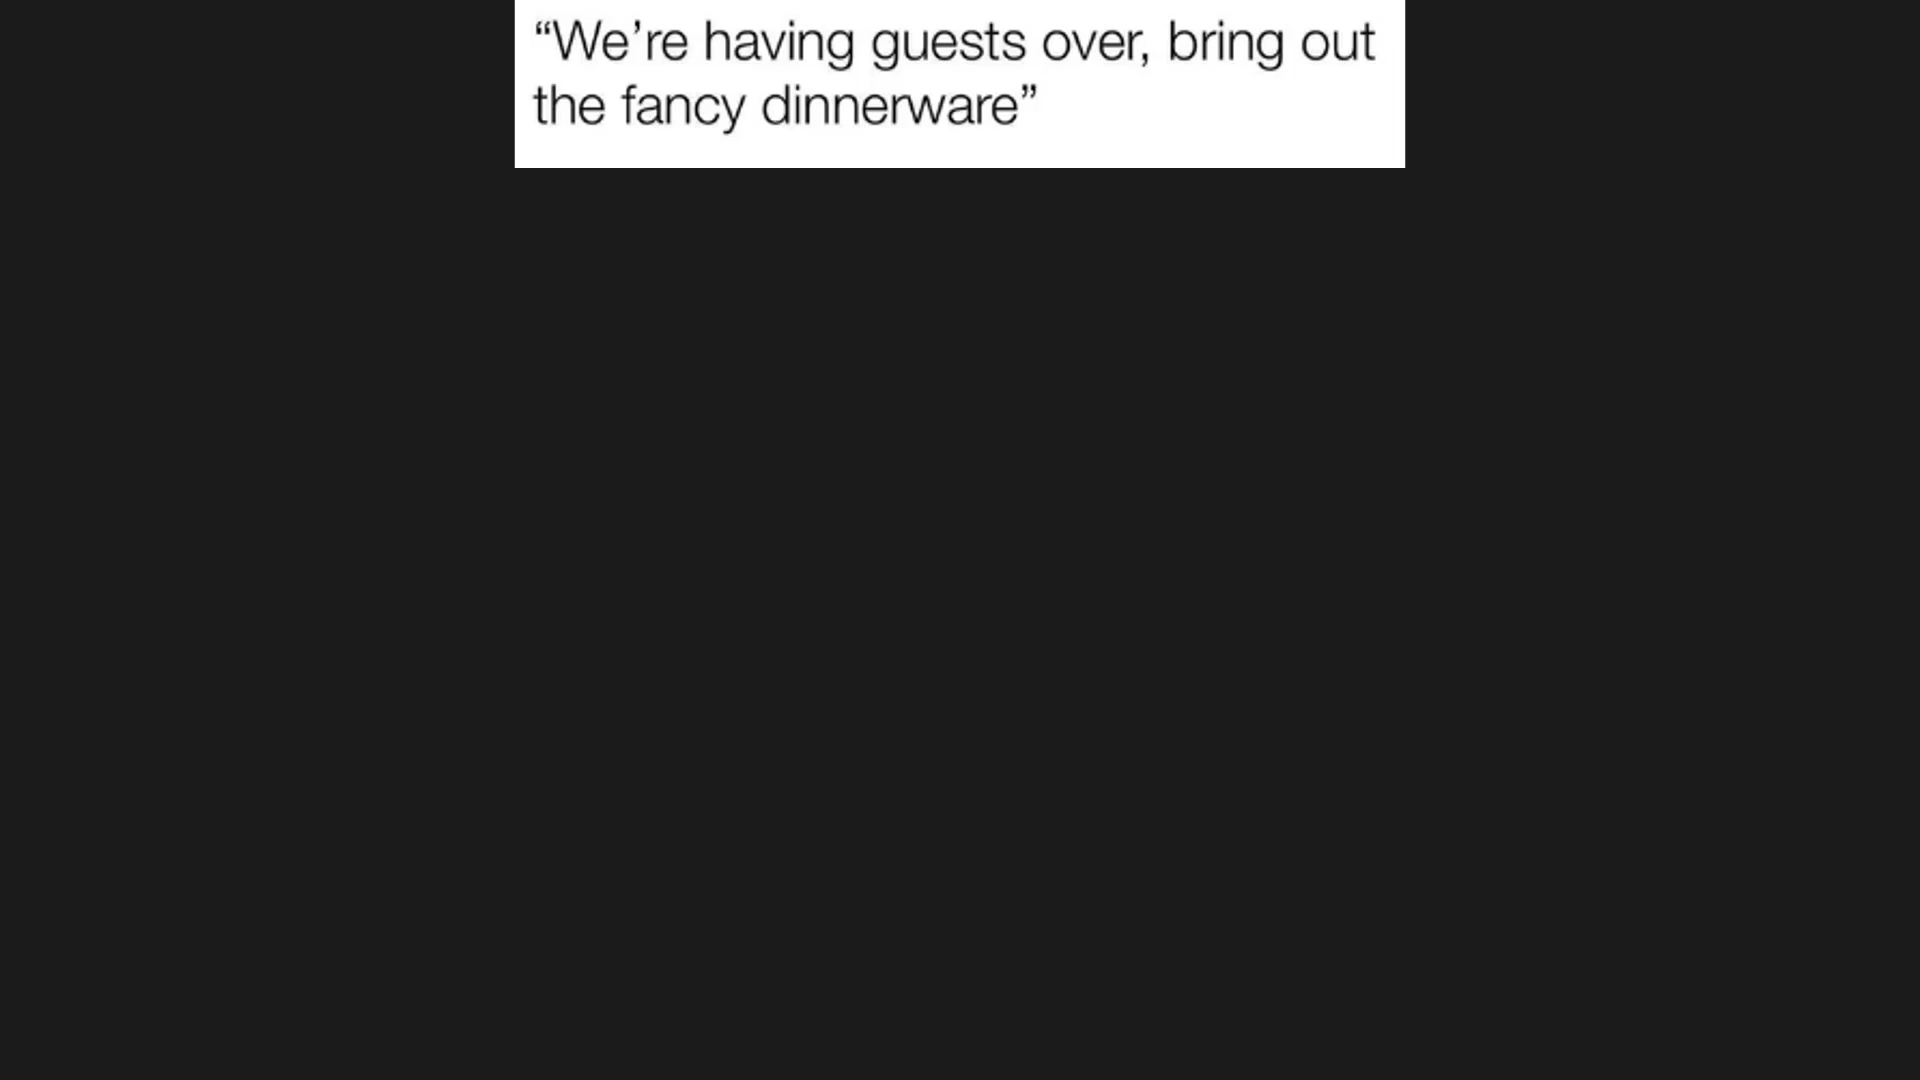 “We’re having guests over, bring out
the fancy dinnerware”